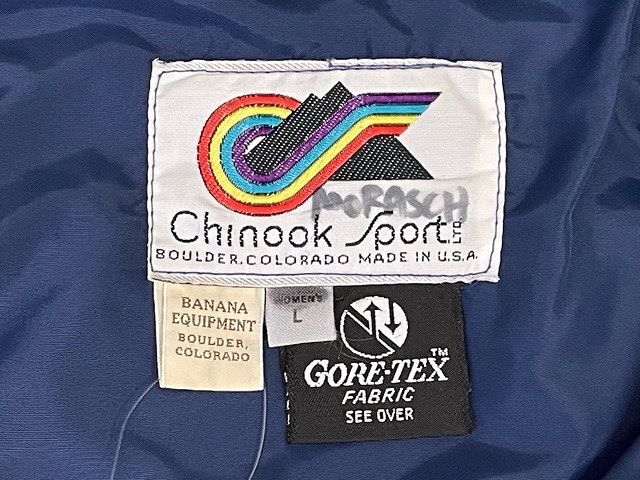 MORASCH
Chinook Sport LTD.
BOULDER, COLORADO MADE IN U.S.A.
BANANA
EQUIPMENT
BOULDER,
COLORADO
WOMEN'S
L
GORE-TEX™
FABRIC
SEE OVER